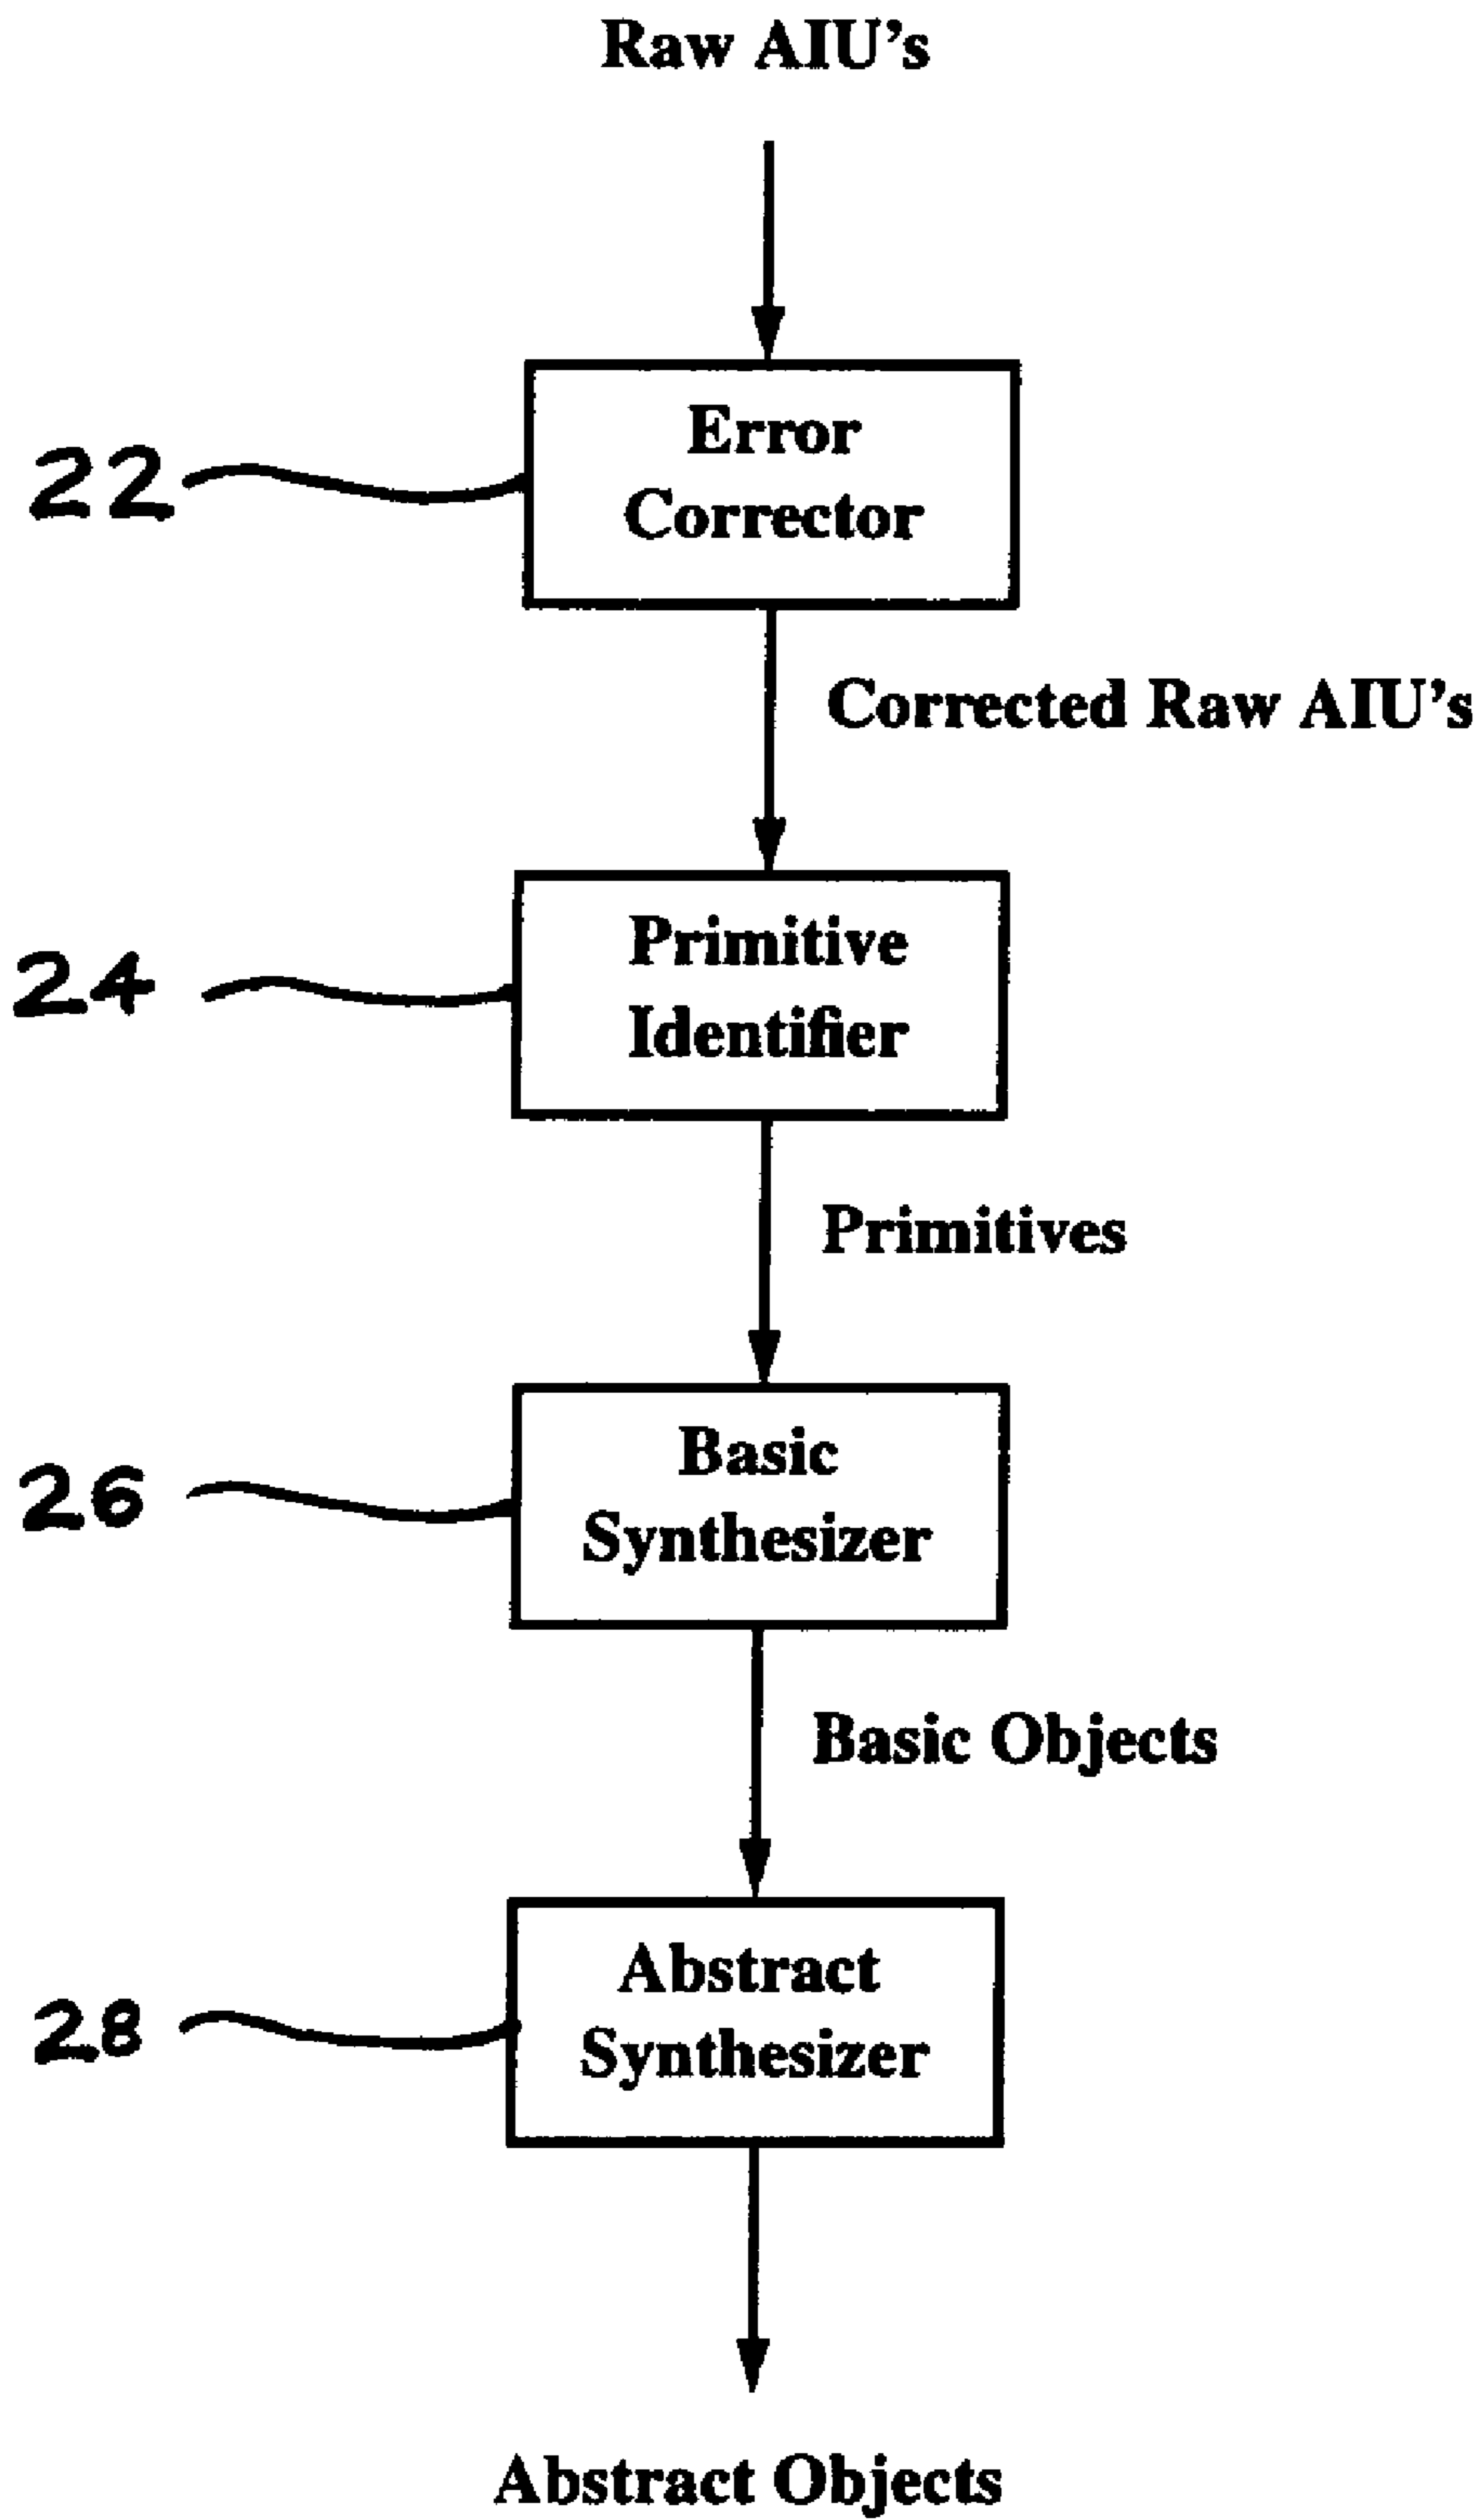 Raw AIU's
22
Error
Corrector
Corrected Raw AIU's
24
Primitive
Identifier
Primitives
26
Basic
Synthesizer
Basic Objects
28
Abstract
Synthesizer
Abstract Objects